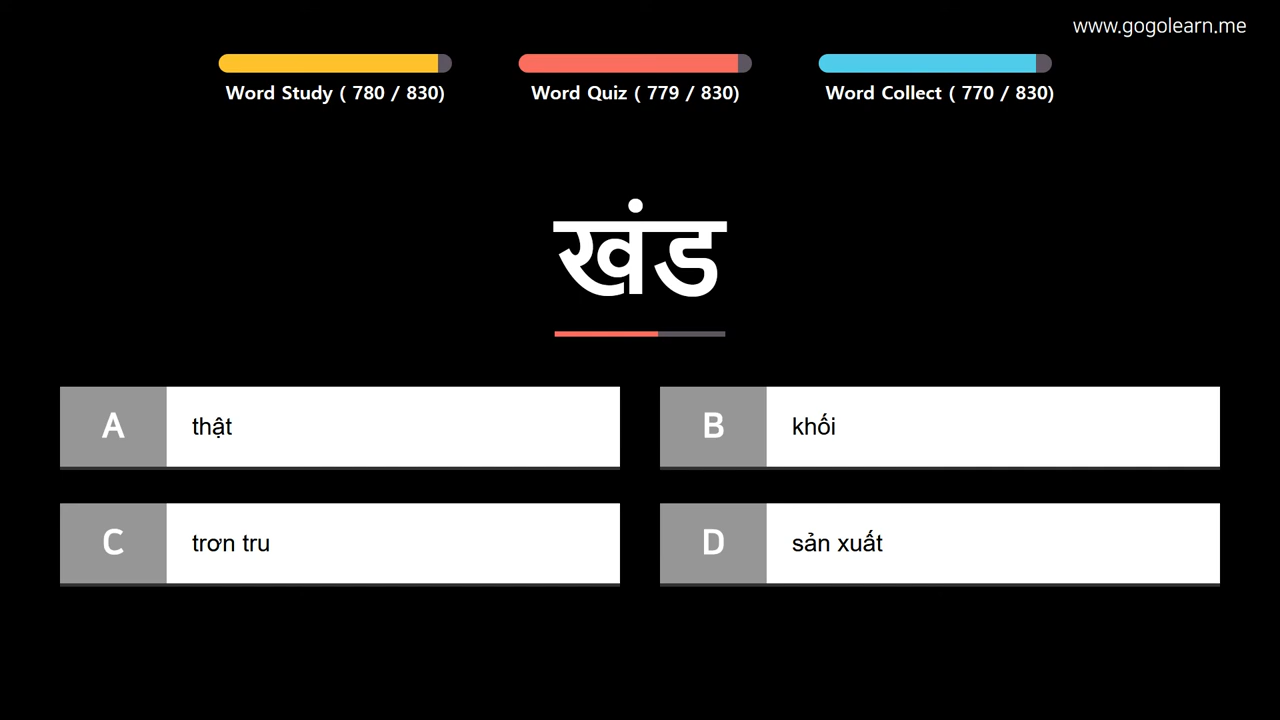 www.gogolearn.me
Word Study ( 780 / 830)
Word Quiz ( 779 / 830)
Word Collect ( 770 / 830)
खंड
A
thật
B
khối
C
trơn tru
D
sản xuất